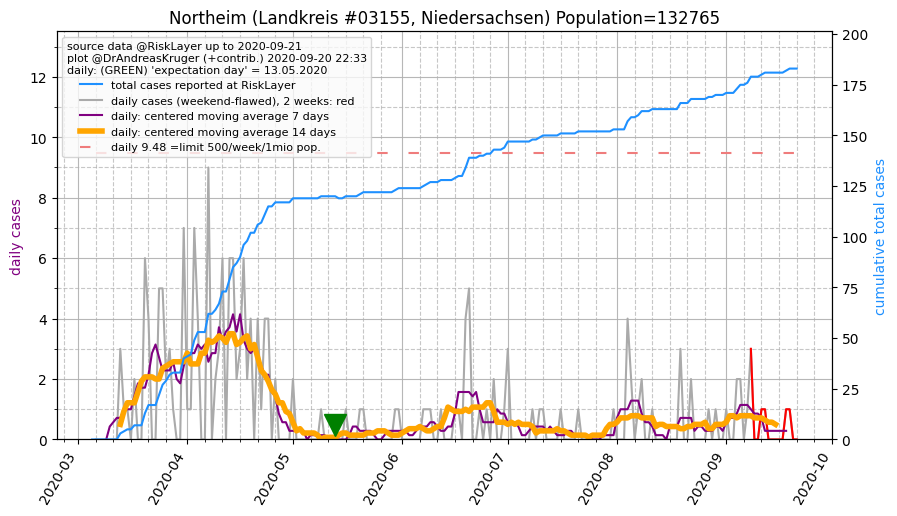 Northeim (Landkreis #03155, Niedersachsen) Population=132765
source data @RiskLayer up to 2020-09-21
plot @DrAndreasKruger (+contrib.) 2020-09-20 22:33
daily: (GREEN) 'expectation day' = 13.05.2020
total cases reported at RiskLayer
daily cases (weekend-flawed), 2 weeks: red
daily: centered moving average 7 days
daily: centered moving average 14 days
daily 9.48 =limit 500/week/1mio pop.
daily cases
12
10
8
6
4
2
0
cumulative total cases
200
175
150
125
100
75
50
25
0
2020-03
2020-04
2020-05
2020-06
2020-07
2020-08
2020-09
2020-10